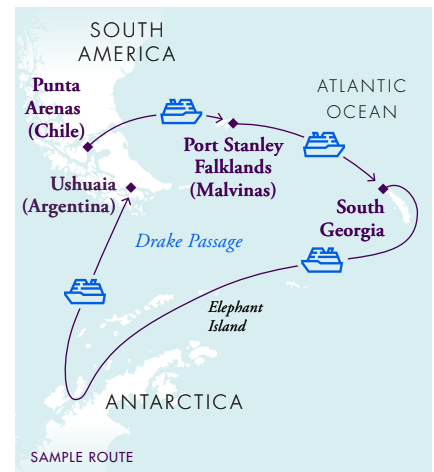 SOUTH
AMERICA
Punta
Arenas
(Chile)
ATLANTIC
OCEAN
Port Stanley
Falklands
(Malvinas)
Ushuaia
(Argentina)
South
Georgia
Drake Passage
Elephant
Island
ANTARCTICA
SAMPLE ROUTE